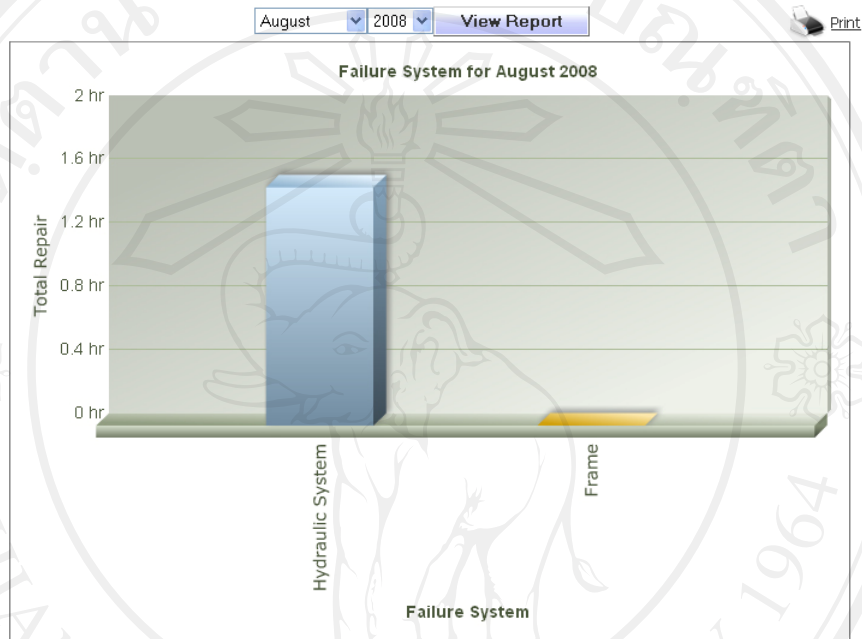 August 2008 View Report Print
Failure System for August 2008
2 hr
1.6 hr
1.2 hr
0.8 hr
0.4 hr
0 hr
Total Repair
Hydraulic System
Frame
Failure System
1964